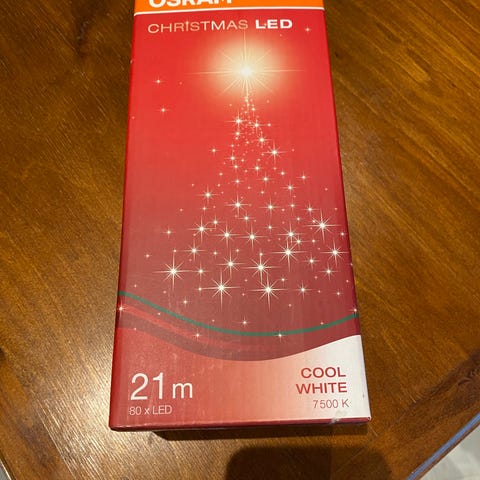 OSRAM
CHRISTMAS LED
21m
80 x LED
COOL
WHITE
7500 K